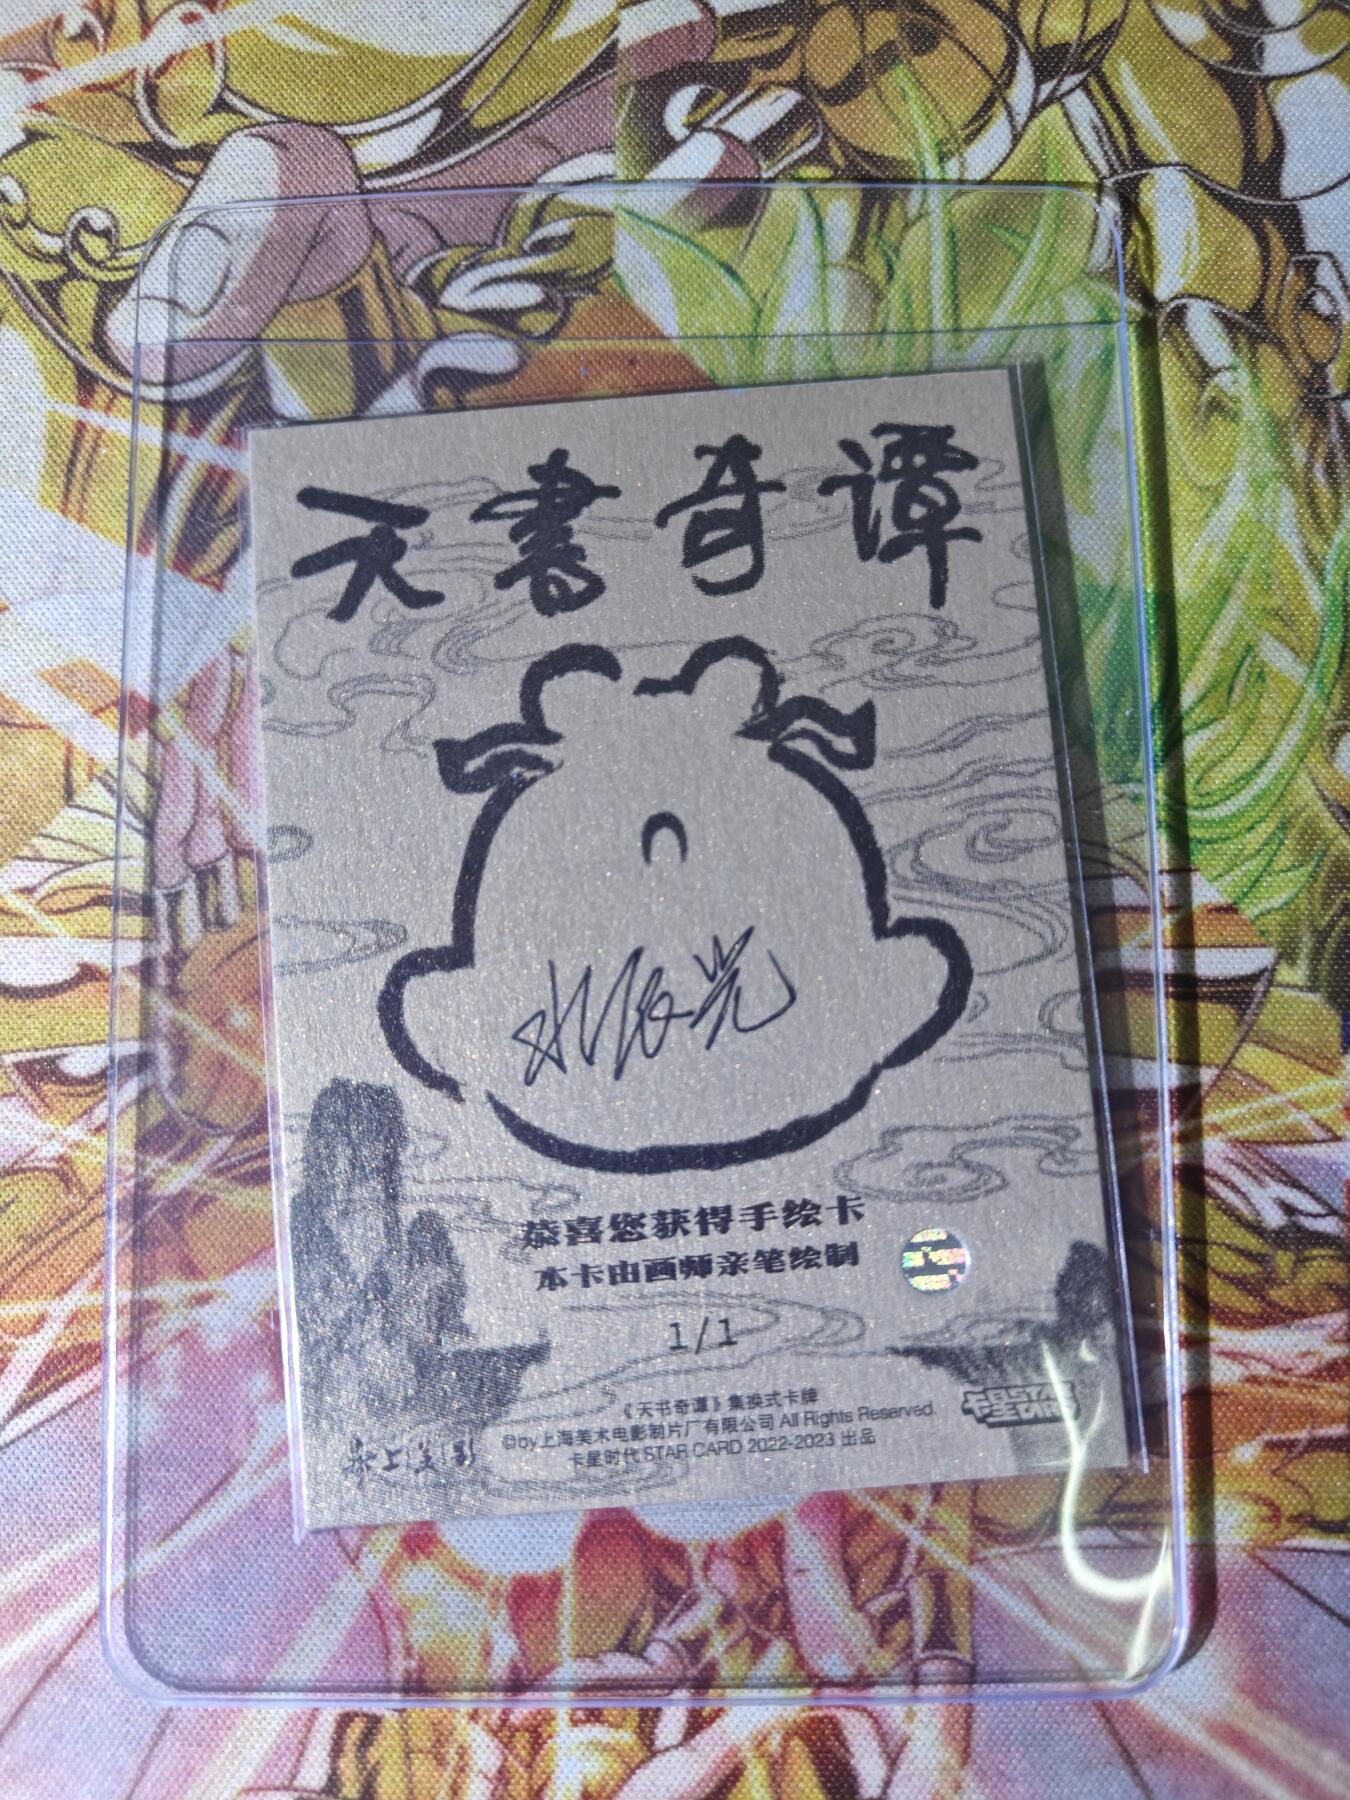 天書奇谭
恭喜您获得手绘卡
本卡由画师亲笔绘制
1/1
《天书奇谭》集换式卡牌
©by上海美术电影制片厂有限公司 All Rights Reserved.
卡星时代 STAR CARD 2022-2023 出品